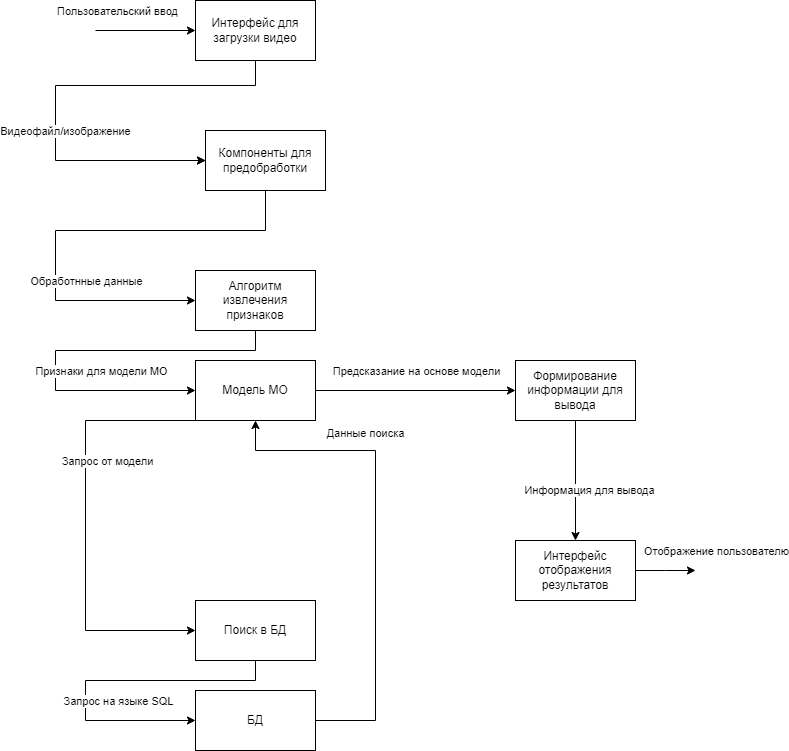 Пользовательский ввод
Интерфейс для
загрузки видео
Видеофайл/изображение
Компоненты для
предобработки
Обработнные данные
Алгоритм
извлечения
признаков
Признаки для модели МО
Модель МО
Предсказание на основе модели
Формирование
информации для
вывода
Данные поиска
Запрос от модели
Информация для вывода
Интерфейс
отображения
результатов
Отображение пользователю
Поиск в БД
Запрос на языке SQL
БД